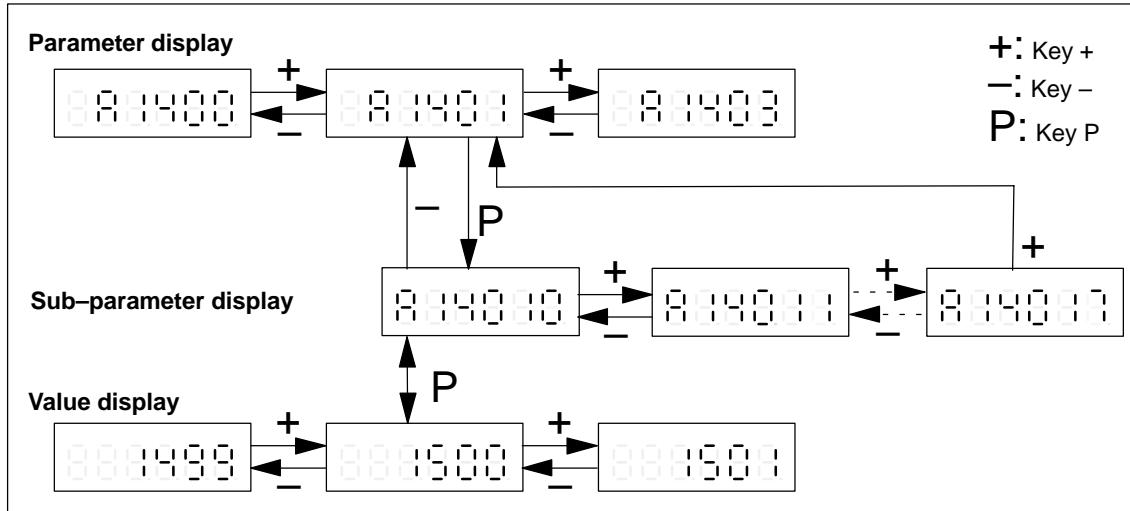 Parameter display
+: Key +
–: Key –
P: Key P
+ +
A1400 A1401 A1403
– –
– P
+
Sub–parameter display
+ +
A14010 A14011 A14017
– –
P
Value display
+ +
1499 1500 1501
– –